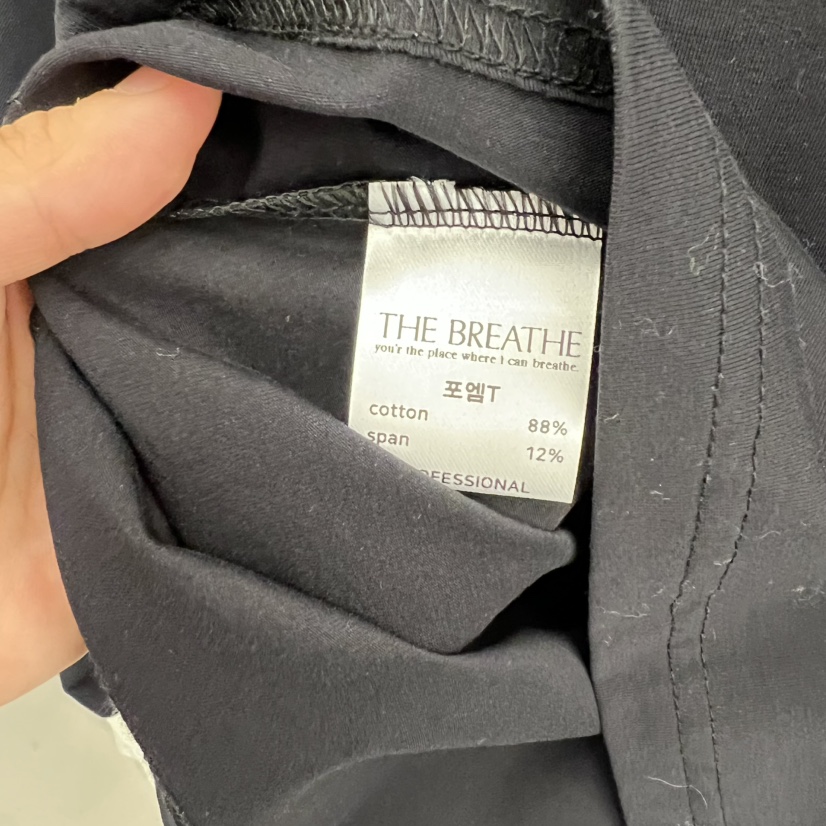 THE BREATHE
you'r the place where I can breathe.
포엠T
cotton 88%
span 12%